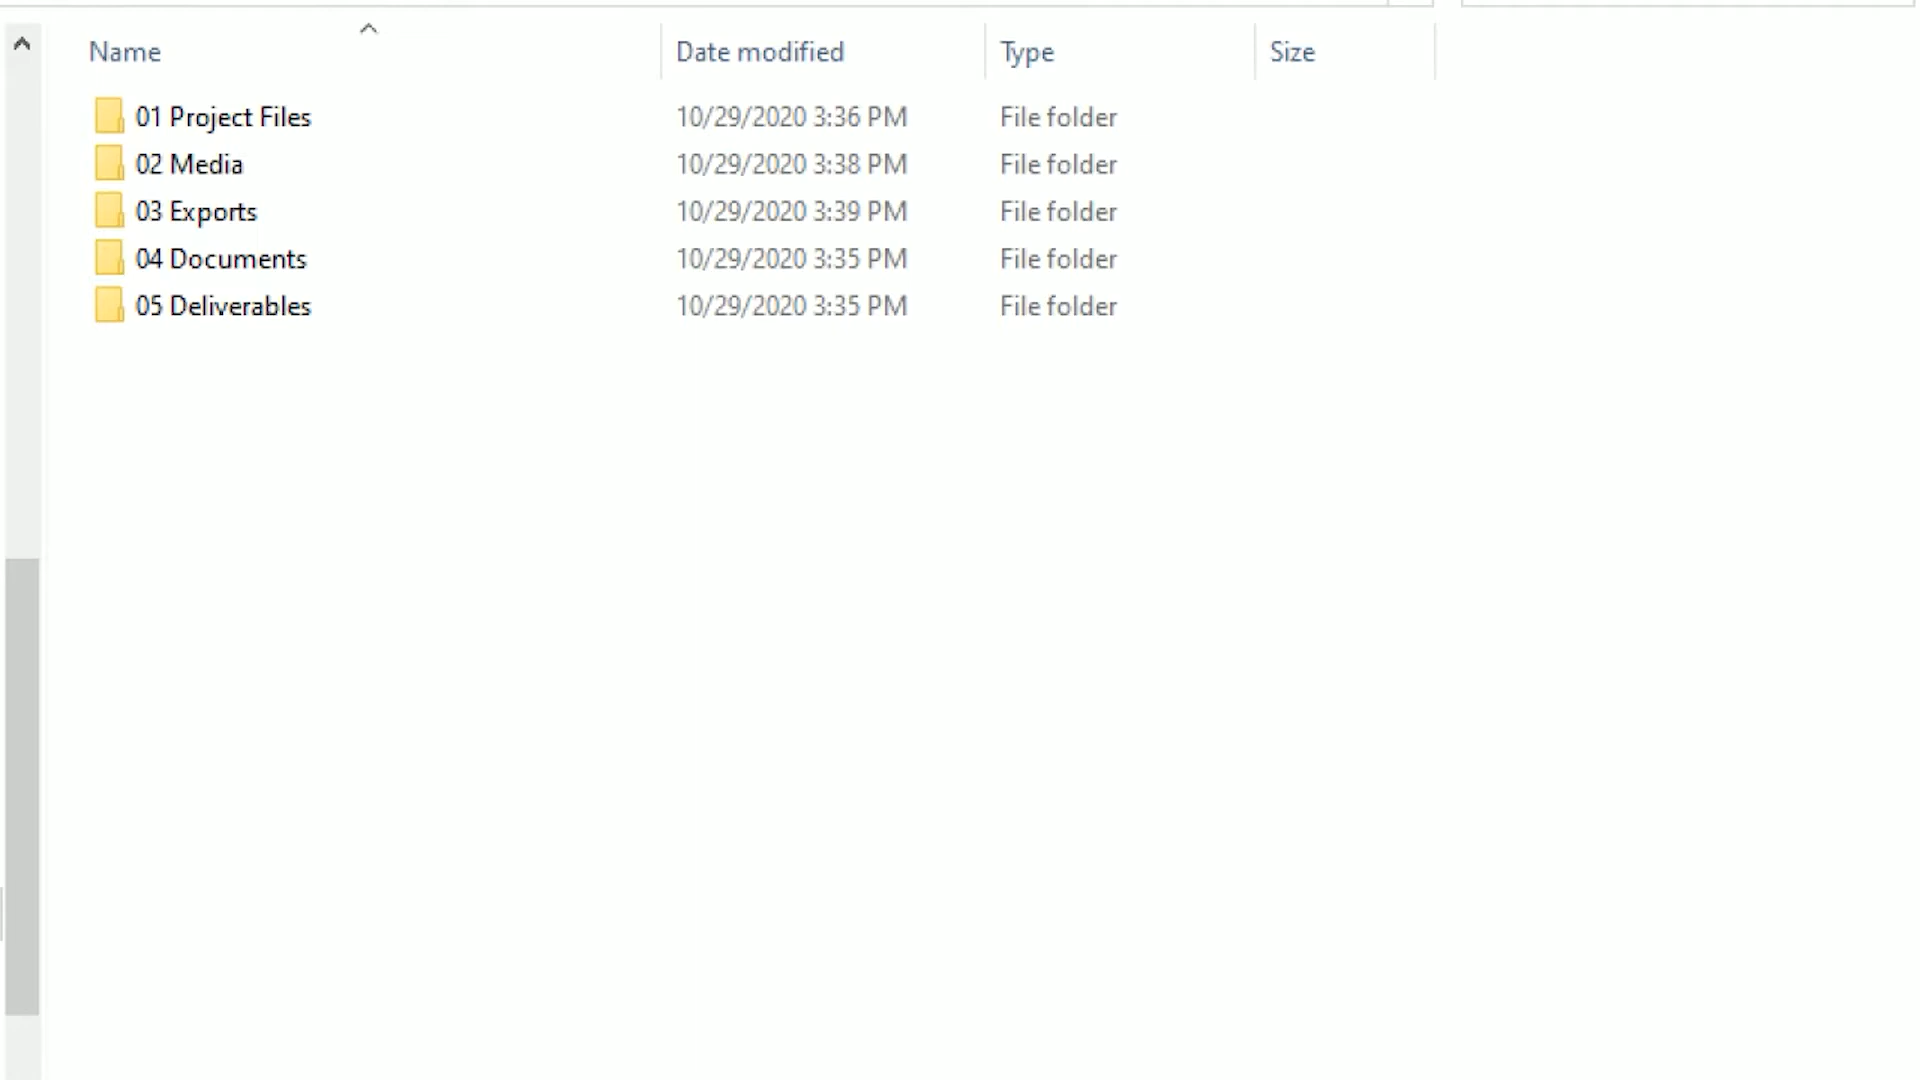 Name Date modified Type Size
01 Project Files 10/29/2020 3:36 PM File folder
02 Media 10/29/2020 3:38 PM File folder
03 Exports 10/29/2020 3:39 PM File folder
04 Documents 10/29/2020 3:35 PM File folder
05 Deliverables 10/29/2020 3:35 PM File folder